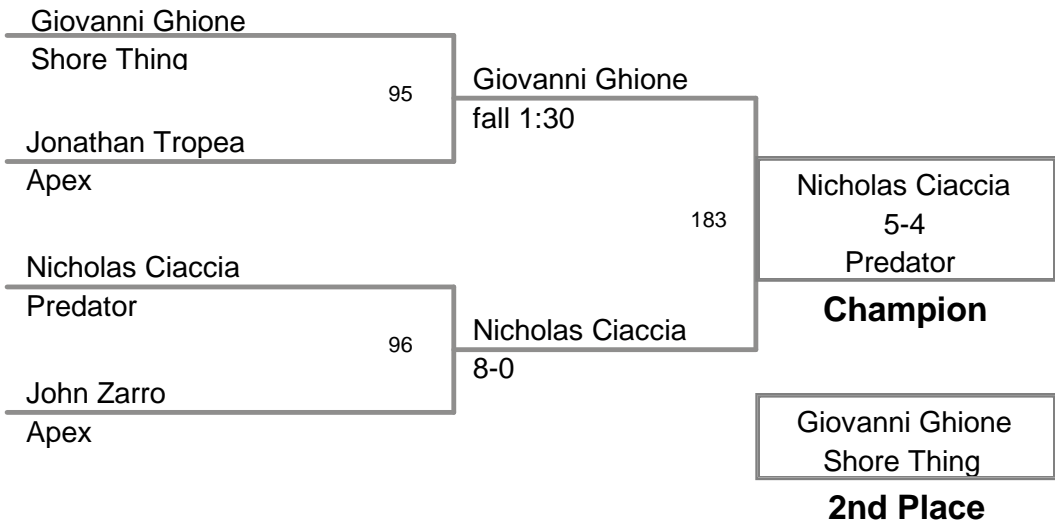 Giovanni Ghione
Shore Thing
95
Jonathan Tropea
Apex
Nicholas Ciaccia
Predator
96
John Zarro
Apex
Giovanni Ghione
fall 1:30
183
Nicholas Ciaccia
8-0
Nicholas Ciaccia
5-4
Predator
Champion
Giovanni Ghione
Shore Thing
2nd Place